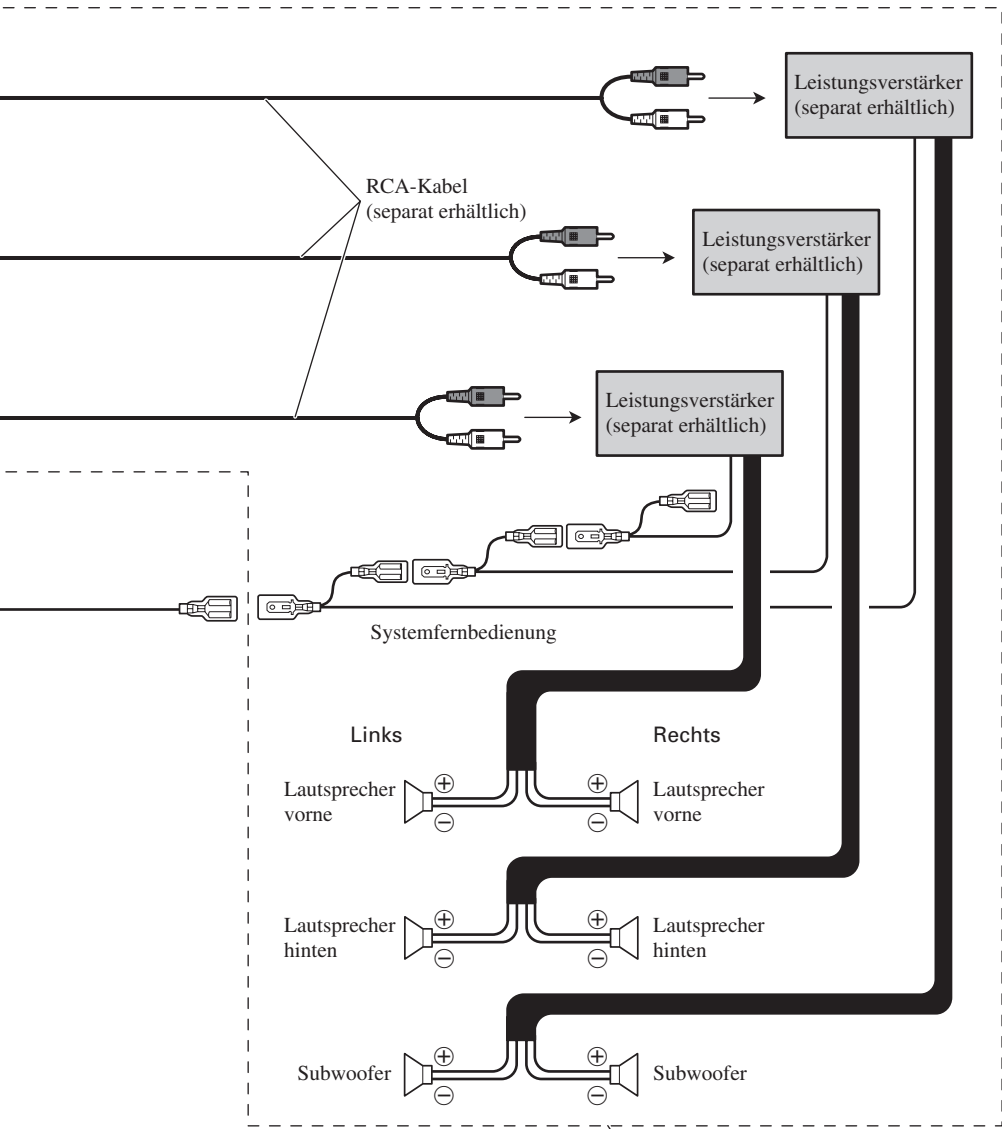 Leistungsverstärker
(separat erhältlich)
RCA-Kabel
(separat erhältlich)
Leistungsverstärker
(separat erhältlich)
Leistungsverstärker
(separat erhältlich)
Systemfernbedienung
Links
Rechts
Lautsprecher
vorne
Lautsprecher
vorne
Lautsprecher
hinten
Lautsprecher
hinten
Subwoofer
Subwoofer